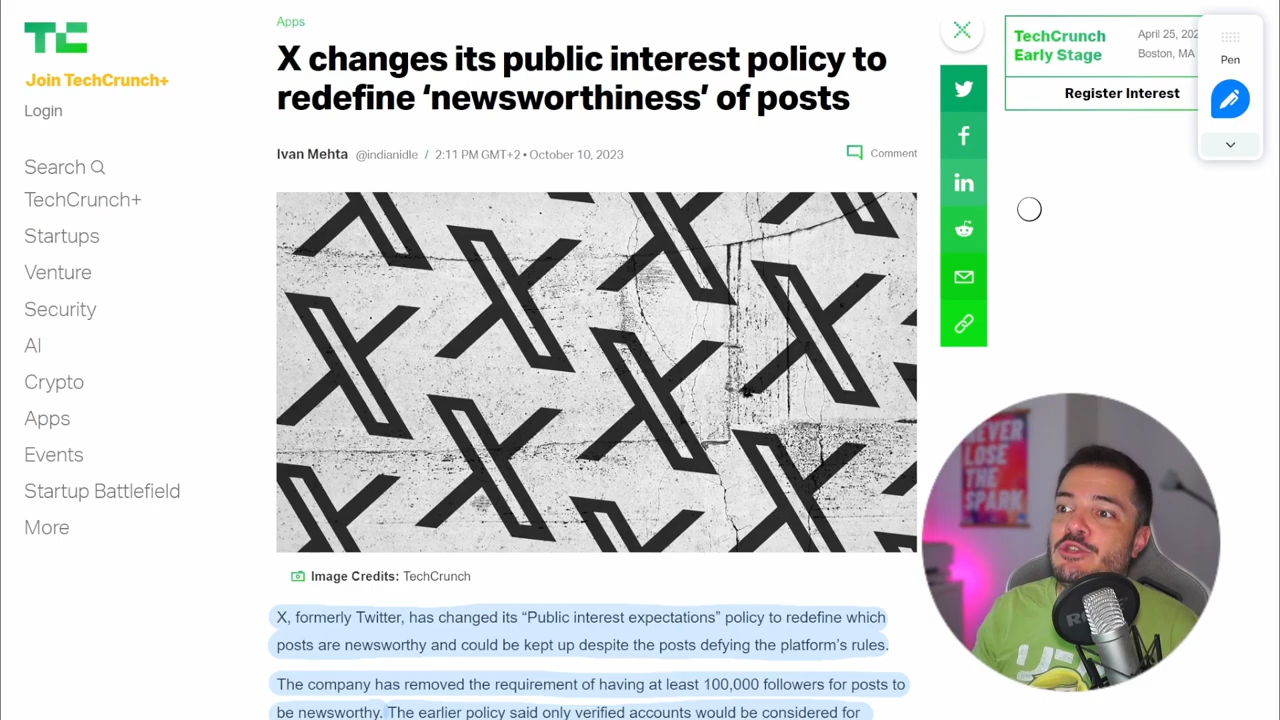 TC
Join TechCrunch+
Login
Search
TechCrunch+
Startups
Venture
Security
AI
Crypto
Apps
Events
Startup Battlefield
More
Apps
X changes its public interest policy to
redefine ‘newsworthiness’ of posts
Ivan Mehta @indianidle / 2:11 PM GMT+2 • October 10, 2023
Comment
Image Credits: TechCrunch
X, formerly Twitter, has changed its “Public interest expectations” policy to redefine which
posts are newsworthy and could be kept up despite the posts defying the platform’s rules.
The company has removed the requirement of having at least 100,000 followers for posts to
be newsworthy. The earlier policy said only verified accounts would be considered for
TechCrunch
Early Stage
April 25, 202
Boston, MA
Register Interest
Pen
NEVER
LOSE
THE
SPARK